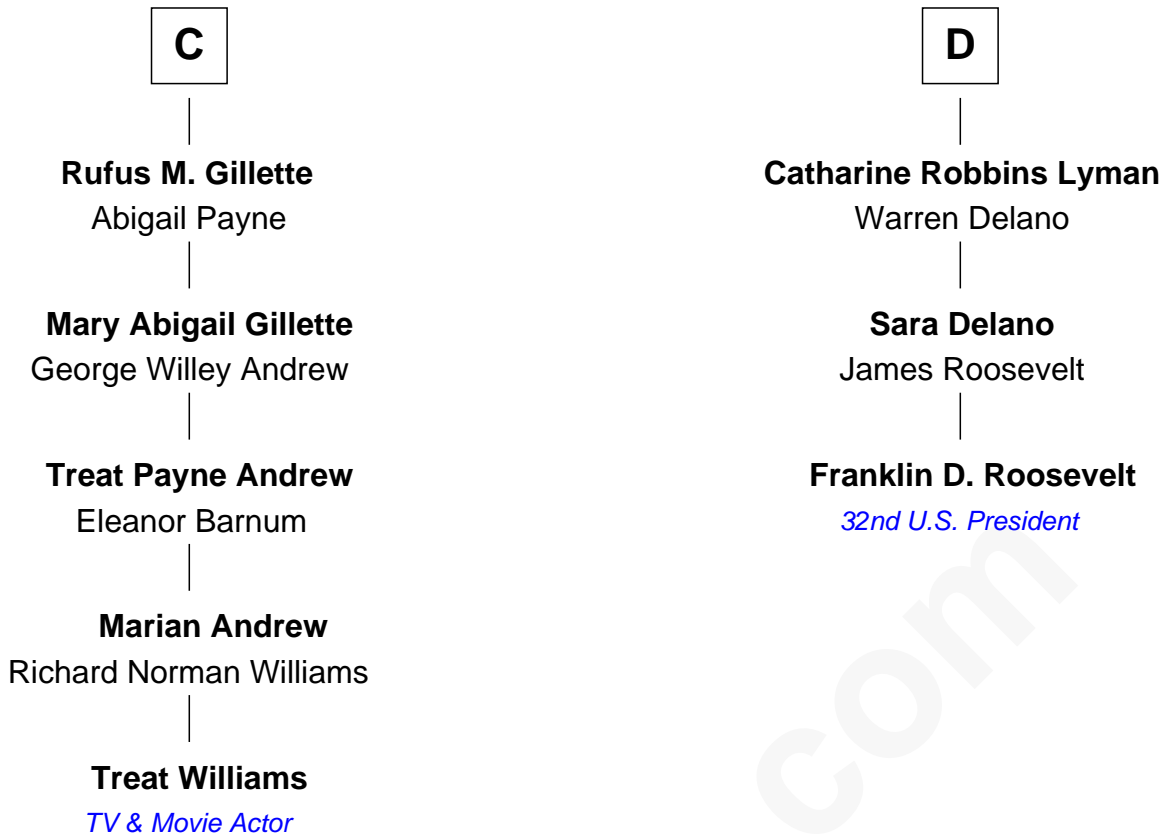 C
Rufus M. Gillette
Abigail Payne
Mary Abigail Gillette
George Willey Andrew
Treat Payne Andrew
Eleanor Barnum
Marian Andrew
Richard Norman Williams
Treat Williams
TV & Movie Actor
D
Catharine Robbins Lyman
Warren Delano
Sara Delano
James Roosevelt
Franklin D. Roosevelt
32nd U.S. President
com